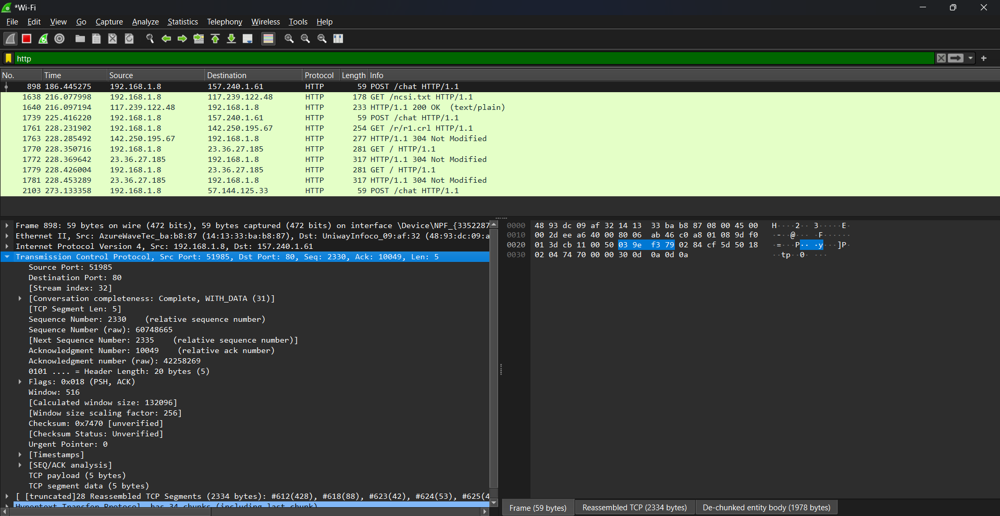 *Wi-Fi
File Edit View Go Capture Analyze Statistics Telephony Wireless Tools Help
http
No. Time Source Destination Protocol Length Info
898 186.445275 192.168.1.8 157.240.1.61 HTTP 59 POST /chat HTTP/1.1
1638 216.077998 192.168.1.8 117.239.122.48 HTTP 178 GET /ncsi.txt HTTP/1.1
1640 216.097194 117.239.122.48 192.168.1.8 HTTP 233 HTTP/1.1 200 OK (text/plain)
1739 225.416220 192.168.1.8 157.240.1.61 HTTP 59 POST /chat HTTP/1.1
1761 228.231902 192.168.1.8 142.250.195.67 HTTP 254 GET /r/r1.crl HTTP/1.1
1763 228.285492 142.250.195.67 192.168.1.8 HTTP 277 HTTP/1.1 304 Not Modified
1770 228.350716 192.168.1.8 23.36.27.185 HTTP 281 GET / HTTP/1.1
1772 228.369642 23.36.27.185 192.168.1.8 HTTP 317 HTTP/1.1 304 Not Modified
1779 228.426004 192.168.1.8 23.36.27.185 HTTP 281 GET / HTTP/1.1
1781 228.453289 23.36.27.185 192.168.1.8 HTTP 317 HTTP/1.1 304 Not Modified
2103 273.133358 192.168.1.8 57.144.125.33 HTTP 59 POST /chat HTTP/1.1
Frame 898: 59 bytes on wire (472 bits), 59 bytes captured (472 bits) on interface \Device\NPF_{3352287
Ethernet II, Src: AzureWaveTec_ba:b8:87 (14:13:33:ba:b8:87), Dst: UniwayInfoco_09:af:32 (48:93:dc:09:a
Internet Protocol Version 4, Src: 192.168.1.8, Dst: 157.240.1.61
Transmission Control Protocol, Src Port: 51985, Dst Port: 80, Seq: 2330, Ack: 10049, Len: 5
Source Port: 51985
Destination Port: 80
[Stream index: 32]
[Conversation completeness: Complete, WITH_DATA (31)]
[TCP Segment Len: 5]
Sequence Number: 2330 (relative sequence number)
Sequence Number (raw): 60748665
[Next Sequence Number: 2335 (relative sequence number)]
Acknowledgment Number: 10049 (relative ack number)
Acknowledgment number (raw): 42258269
0101 .... = Header Length: 20 bytes (5)
Flags: 0x018 (PSH, ACK)
Window: 516
[Calculated window size: 132096]
[Window size scaling factor: 256]
Checksum: 0x7470 [unverified]
[Checksum Status: Unverified]
Urgent Pointer: 0
[Timestamps]
[SEQ/ACK analysis]
TCP payload (5 bytes)
TCP segment data (5 bytes)
[ [truncated]28 Reassembled TCP Segments (2334 bytes): #612(428), #618(88), #623(42), #624(53), #625(4
Hypertext Transfer Protocol, has 34 chunks (including last chunk)
0000 48 93 dc 09 af 32 14 13 33 ba b8 87 08 00 45 00 H····2·· 3·····E·
0010 00 2d ee a6 40 00 80 06 ab 46 c0 a8 01 08 9d f0 ·-··@··· ·F······
0020 01 3d cb 11 00 50 03 9e f3 79 02 84 cf 5d 50 18 ·=···P·· ·y···]P·
0030 02 04 74 70 00 00 30 0d 0a 0d 0a ··tp··0· ···
Frame (59 bytes) Reassembled TCP (2334 bytes) De-chunked entity body (1978 bytes)